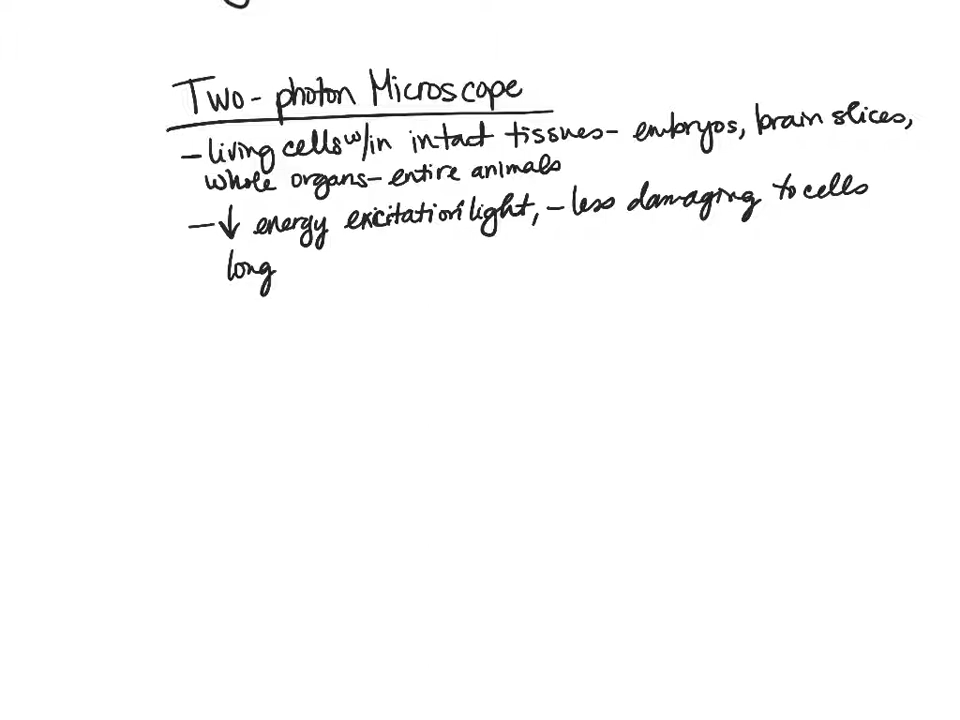 Two-photon Microscope
- living cells w/in intact tissues - embryos, brain slices,
whole organs - entire animals
- ↓ energy excitation light, - less damaging to cells
long